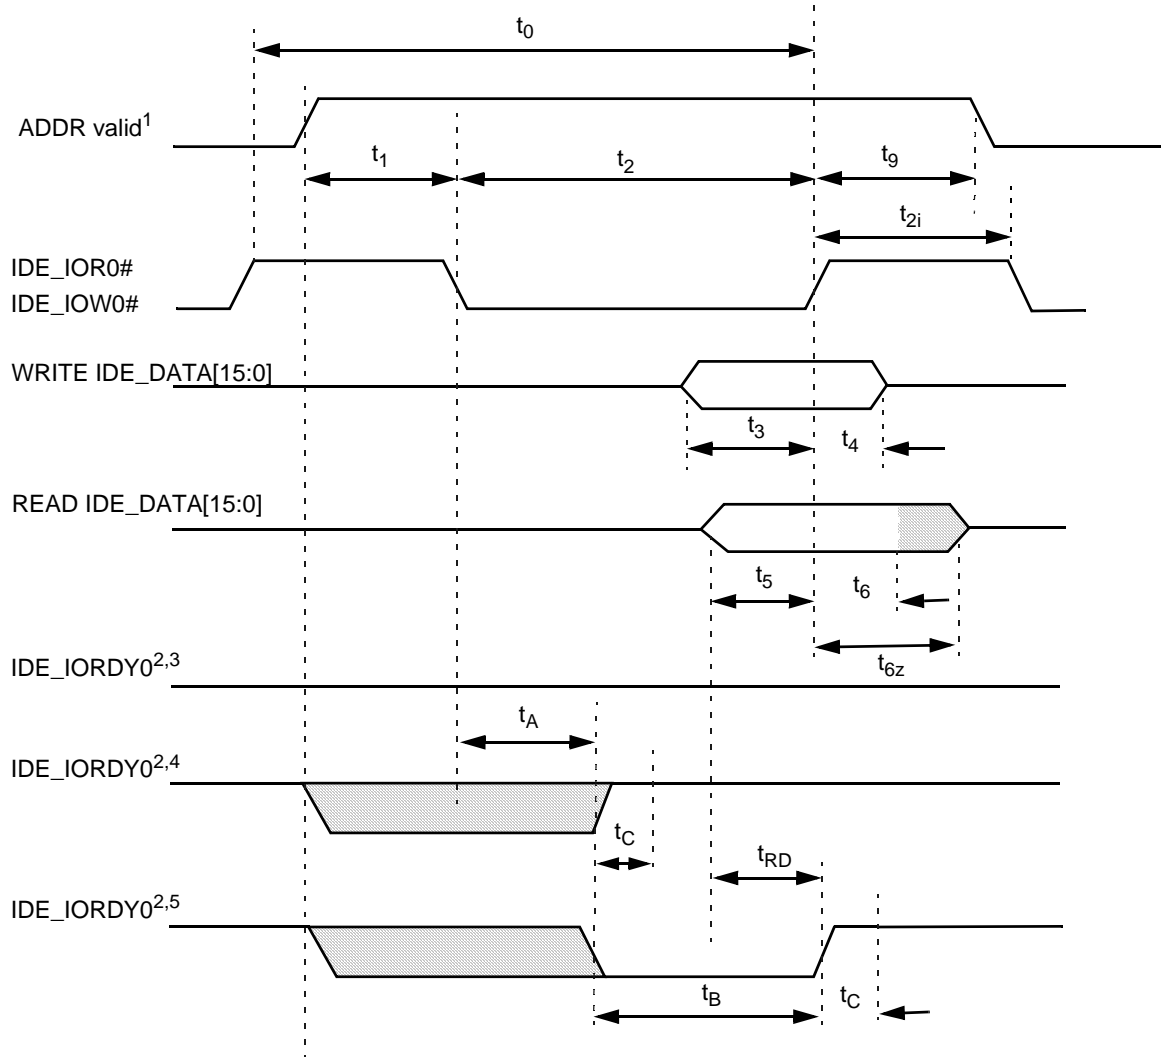 t0
ADDR valid1
t1
t2
t9
t2i
IDE_IOR0#
IDE_IOW0#
WRITE IDE_DATA[15:0]
t3
t4
READ IDE_DATA[15:0]
t5
t6
IDE_IORDY02,3
t6z
tA
IDE_IORDY02,4
tC
tRD
IDE_IORDY02,5
tB
tC